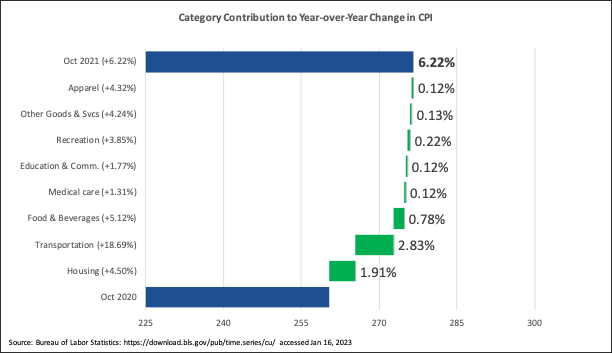 Category Contribution to Year-over-Year Change in CPI
Oct 2021 (+6.22%) 6.22%
Apparel (+4.32%) 0.12%
Other Goods & Svcs (+4.24%) 0.13%
Recreation (+3.85%) 0.22%
Education & Comm. (+1.77%) 0.12%
Medical care (+1.31%) 0.12%
Food & Beverages (+5.12%) 0.78%
Transportation (+18.69%) 2.83%
Housing (+4.50%) 1.91%
Oct 2020
225 240 255 270 285 300
Source: Bureau of Labor Statistics: https://download.bls.gov/pub/time.series/cu/ accessed Jan 16, 2023